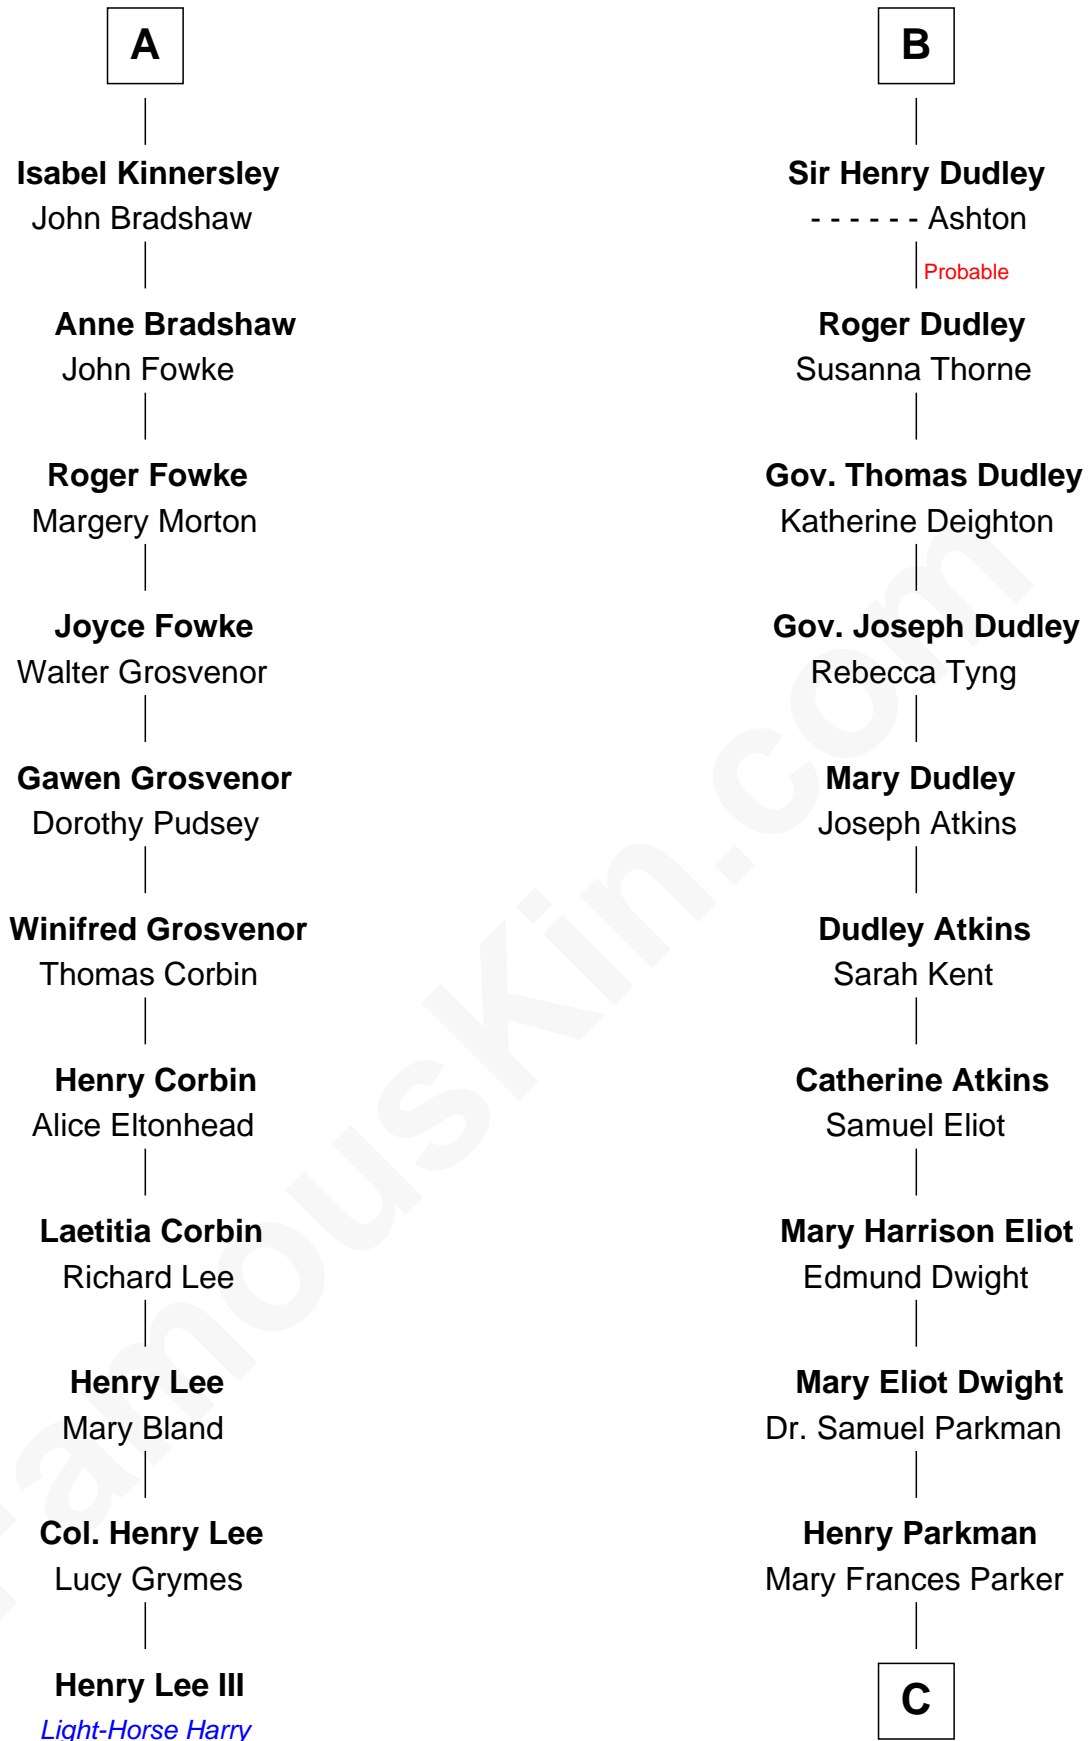 A
Isabel Kinnersley
John Bradshaw
Anne Bradshaw
John Fowke
Roger Fowke
Margery Morton
Joyce Fowke
Walter Grosvenor
Gawen Grosvenor
Dorothy Pudsey
Winifred Grosvenor
Thomas Corbin
Henry Corbin
Alice Eltonhead
Laetitia Corbin
Richard Lee
Henry Lee
Mary Bland
Col. Henry Lee
Lucy Grymes
Henry Lee III
Light-Horse Harry
B
Sir Henry Dudley
- - - - - - Ashton
Probable
Roger Dudley
Susanna Thorne
Gov. Thomas Dudley
Katherine Deighton
Gov. Joseph Dudley
Rebecca Tyng
Mary Dudley
Joseph Atkins
Dudley Atkins
Sarah Kent
Catherine Atkins
Samuel Eliot
Mary Harrison Eliot
Edmund Dwight
Mary Eliot Dwight
Dr. Samuel Parkman
Henry Parkman
Mary Frances Parker
C
FamousKin.com